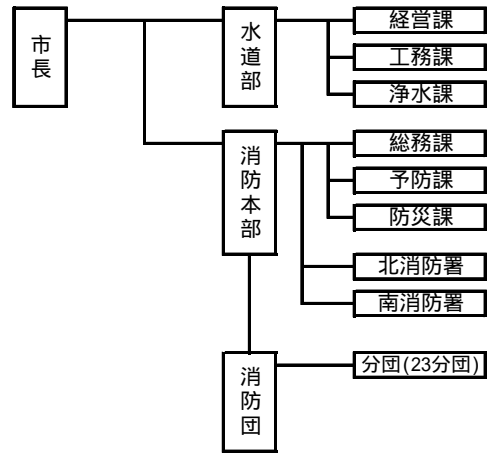 市長
水道部
経営課
工務課
浄水課
消防本部
総務課
予防課
防災課
北消防署
南消防署
消防団
分団(23分団)